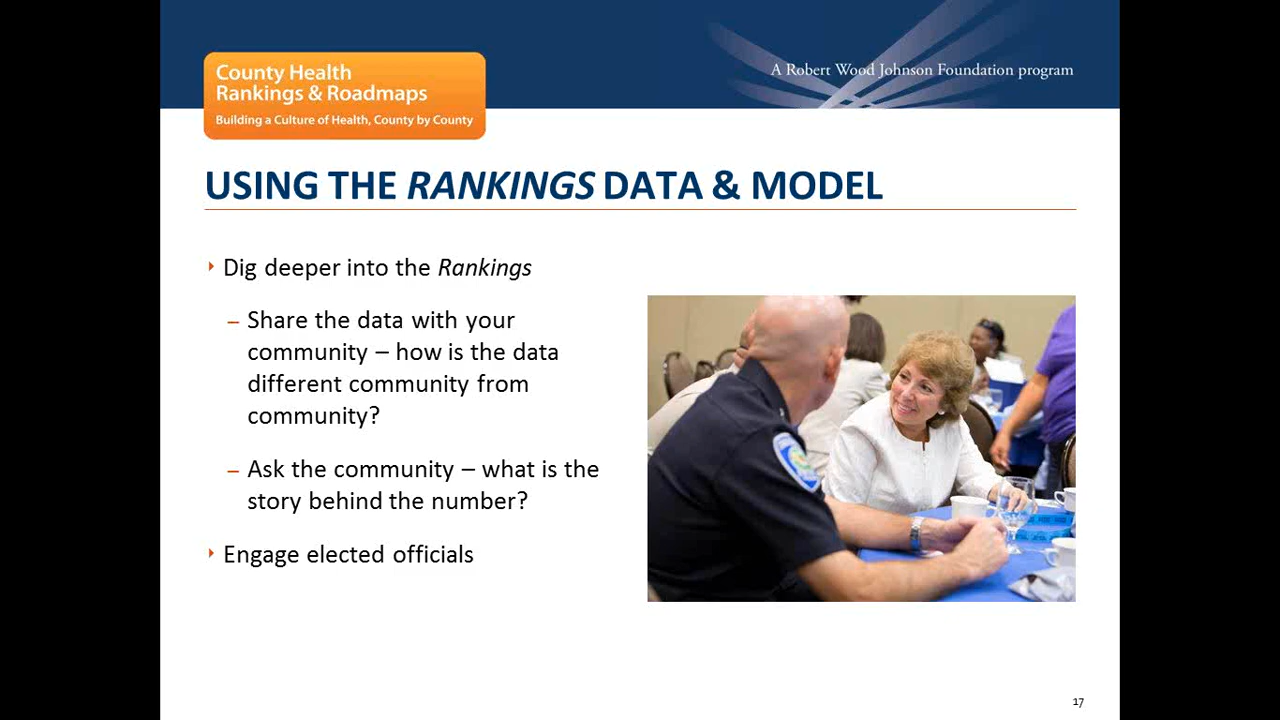 County Health
Rankings & Roadmaps
Building a Culture of Health, County by County
A Robert Wood Johnson Foundation program
USING THE RANKINGS DATA & MODEL
Dig deeper into the Rankings
– Share the data with your
community – how is the data
different community from
community?
– Ask the community – what is the
story behind the number?
Engage elected officials
17